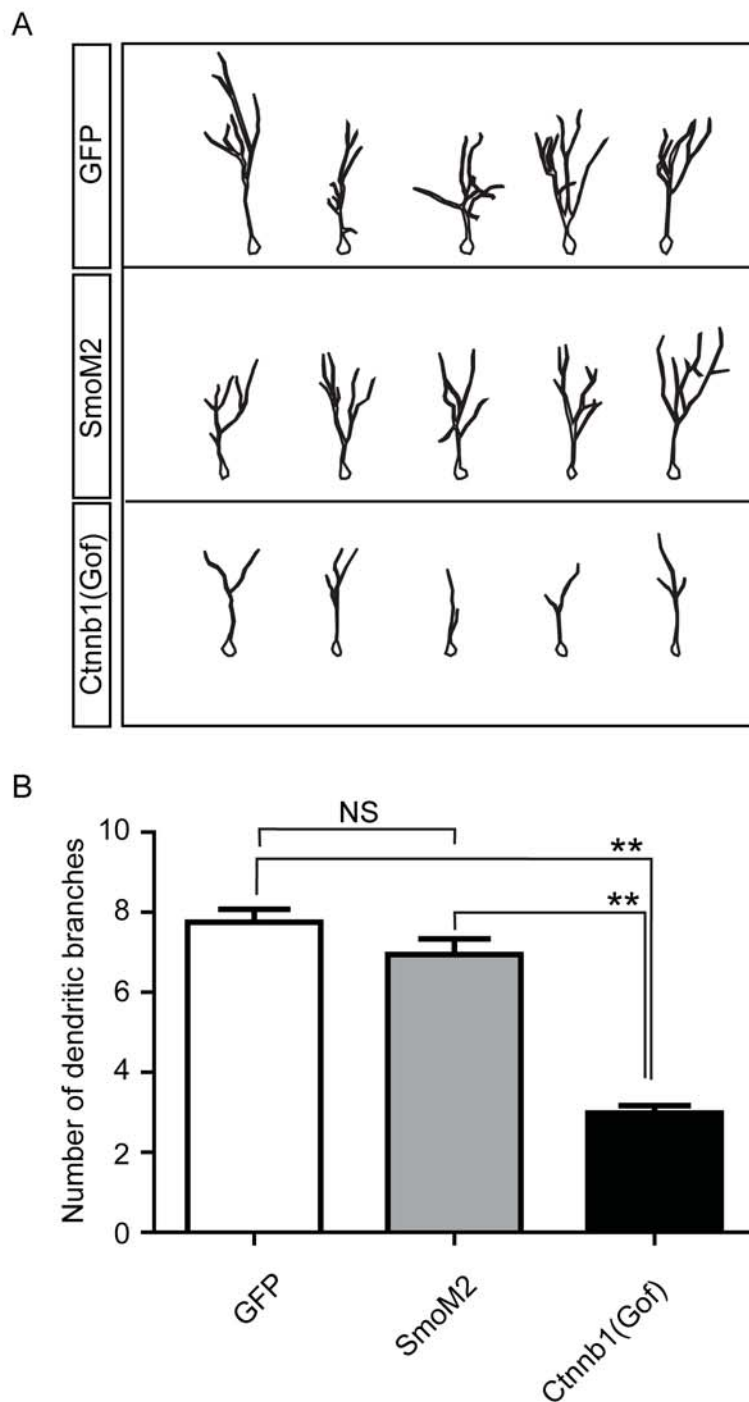 A
GFP
SmoM2
Ctnnb1(Gof)
B
NS
**
**
Number of dendritic branches
10
8
6
4
2
0
GFP
SmoM2
Ctnnb1(Gof)